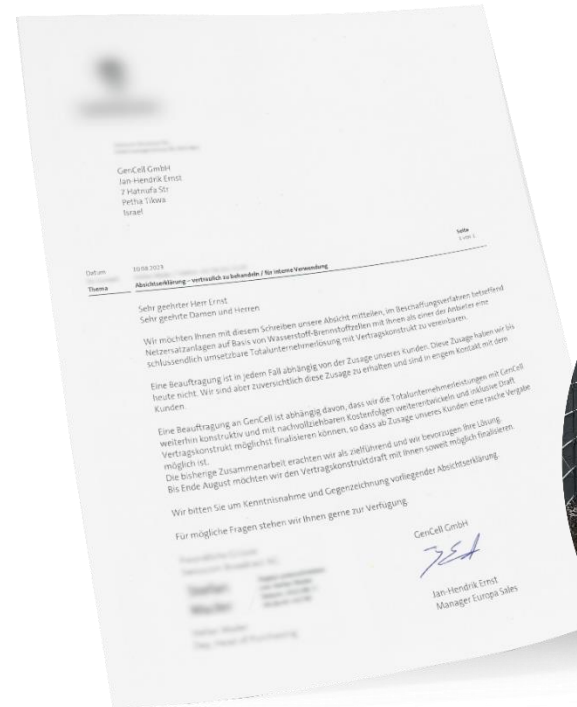 GenCell GmbH
Jan-Hendrik Ernst
7 Hatnufa Str
Petha Tikwa
Israel
Seite
1 von 1
Datum 10.08.2023
Thema Absichtserklärung – vertraulich zu behandeln / für interne Verwendung
Sehr geehrter Herr Ernst
Sehr geehrte Damen und Herren
Wir möchten Ihnen mit diesem Schreiben unsere Absicht mitteilen, im Beschaffungsverfahren betreffend
Netzersatzanlagen auf Basis von Wasserstoff-Brennstoffzellen mit Ihnen als einer der Anbieter eine
schlussendlich umsetzbare Totalunternehmerlösung mit Vertragskonstrukt zu vereinbaren.
Eine Beauftragung ist in jedem Fall abhängig von der Zusage unseres Kunden. Diese Zusage haben wir bis
heute nicht. Wir sind aber zuversichtlich diese Zusage zu erhalten und sind in engem Kontakt mit dem
Kunden.
Eine Beauftragung an GenCell ist abhängig davon, dass wir die Totalunternehmerleistungen mit GenCell
weiterhin konstruktiv und mit nachvollziehbaren Kostenfolgen weiterentwickeln und inklusive Draft
Vertragskonstrukt möglichst finalisieren können, so dass ab Zusage unseres Kunden eine rasche Vergabe
möglich ist.
Die bisherige Zusammenarbeit erachten wir als zielführend und wir bevorzugen Ihre Lösung.
Bis Ende August möchten wir den Vertragskonstruktdraft mit Ihnen soweit möglich finalisieren.
Wir bitten Sie um Kenntnisnahme und Gegenzeichnung vorliegender Absichtserklärung.
Für mögliche Fragen stehen wir Ihnen gerne zur Verfügung.
GenCell GmbH
Jan-Hendrik Ernst
Manager Europa Sales